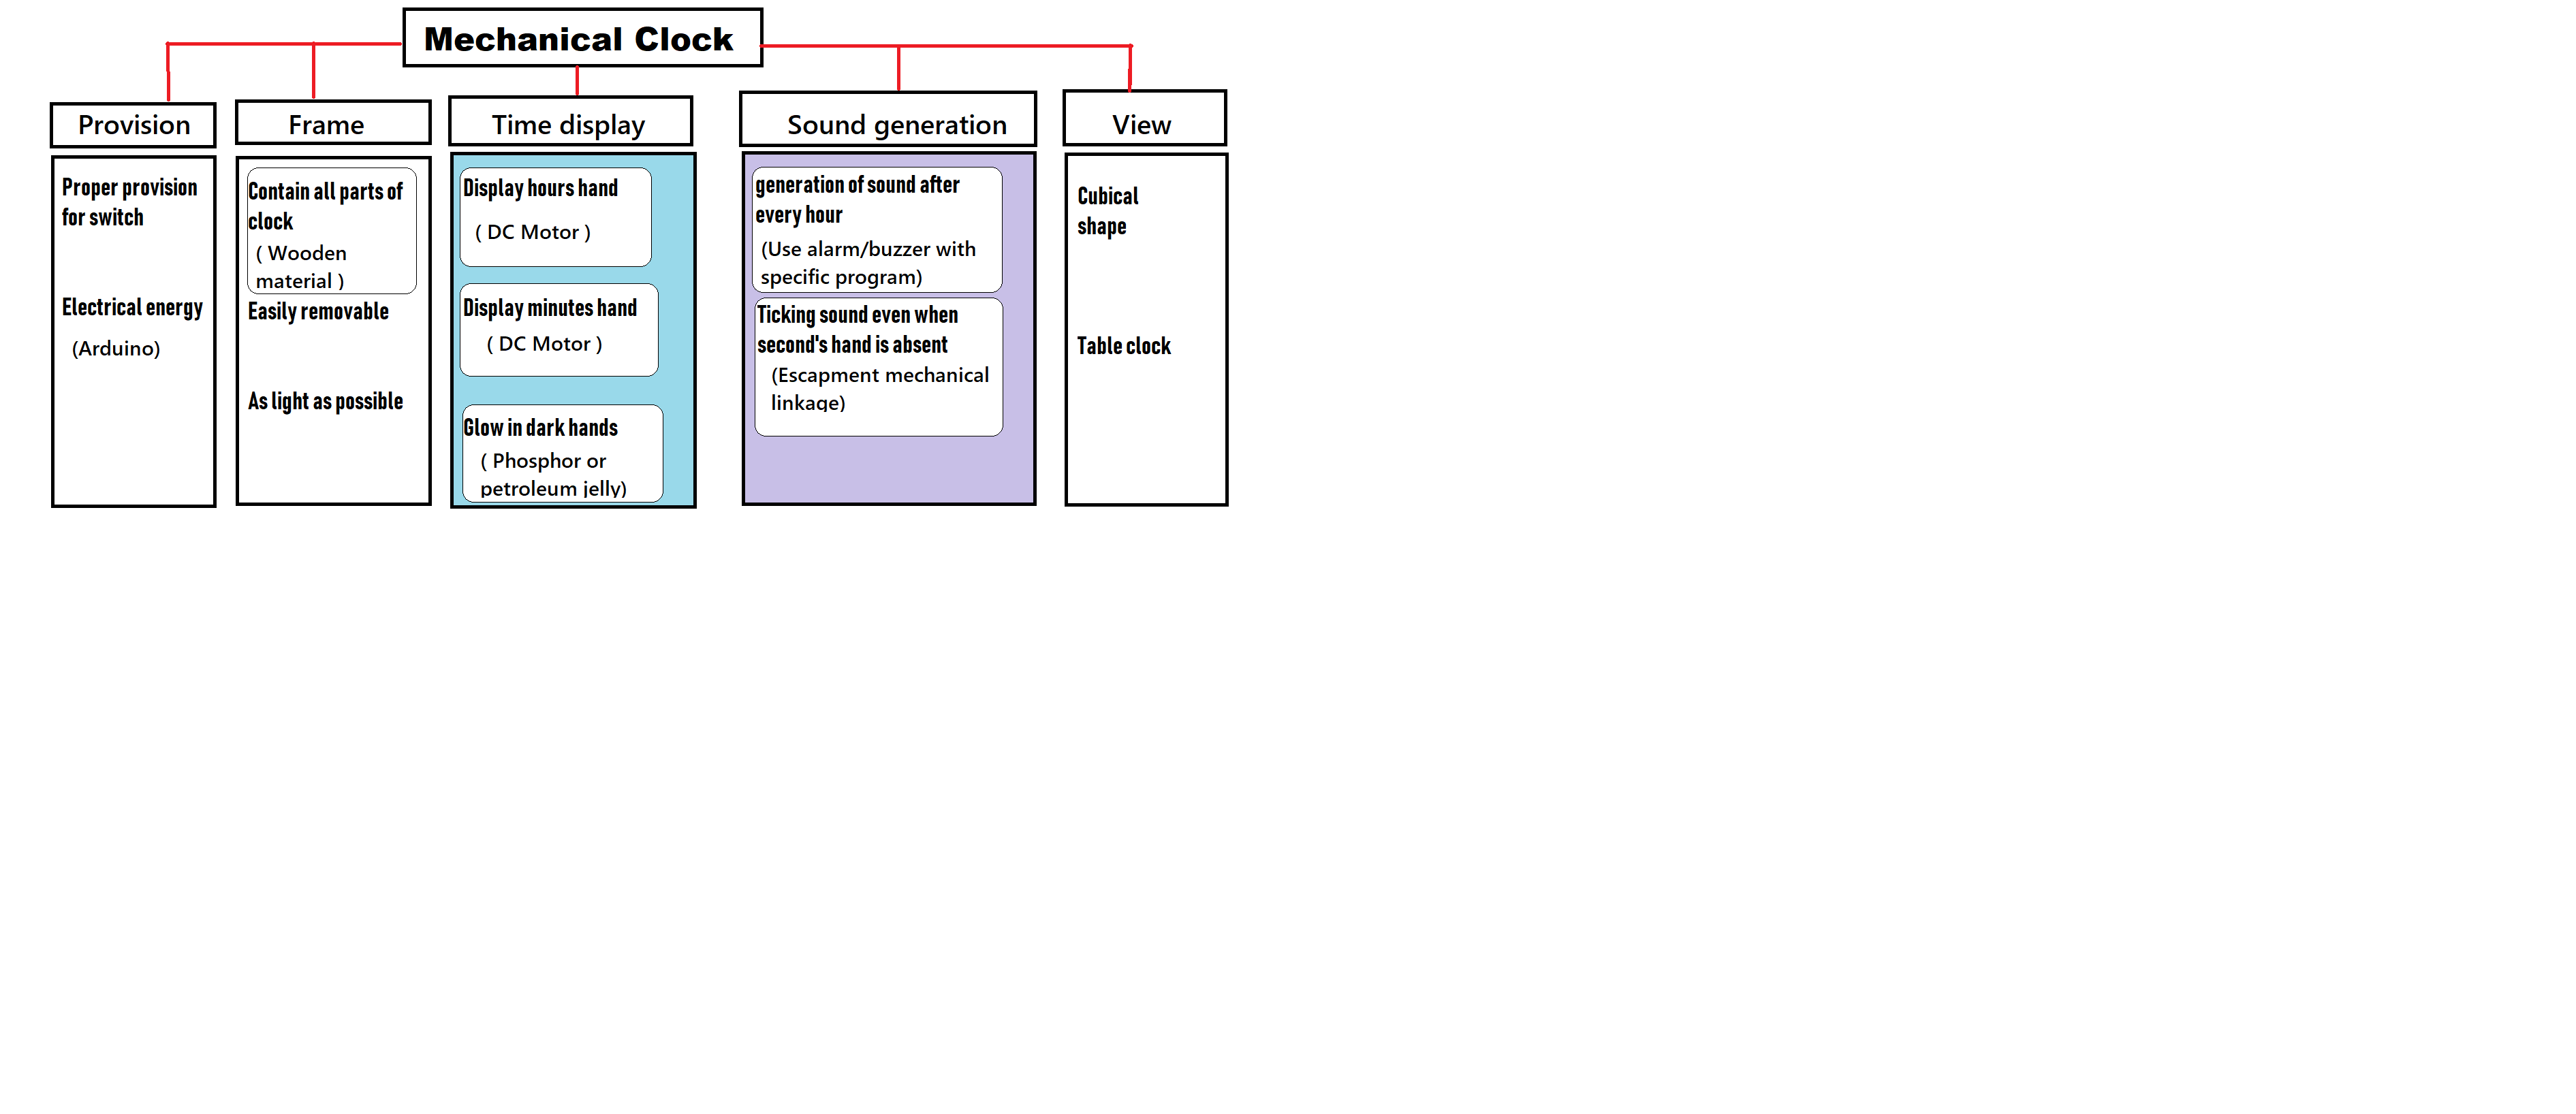 Mechanical Clock
Provision
Proper provision
for switch
Electrical energy
(Arduino)
Frame
Contain all parts of
clock
( Wooden
material )
Easily removable
As light as possible
Time display
Display hours hand
( DC Motor )
Display minutes hand
( DC Motor )
Glow in dark hands
( Phosphor or
petroleum jelly)
Sound generation
generation of sound after
every hour
(Use alarm/buzzer with
specific program)
Ticking sound even when
second's hand is absent
(Escapment mechanical
linkage)
View
Cubical
shape
Table clock